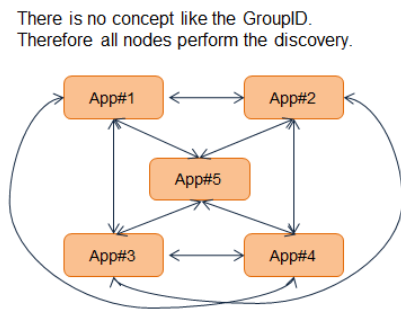 There is no concept like the GroupID.
Therefore all nodes perform the discovery.
App#1
App#2
App#5
App#3
App#4